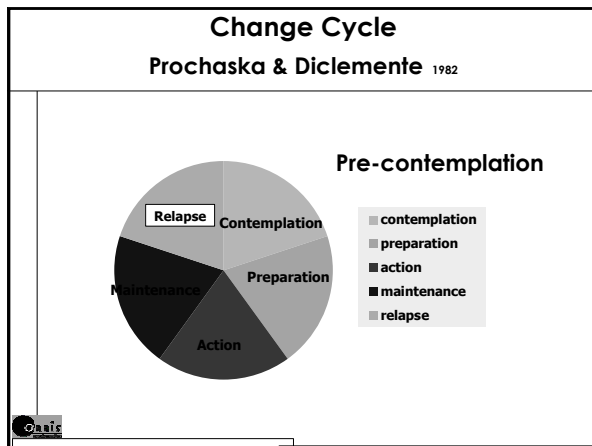 Change Cycle
Prochaska & Diclemente 1982
Pre-contemplation
Relapse
Contemplation
Preparation
Maintenance
Action
contemplation
preparation
action
maintenance
relapse